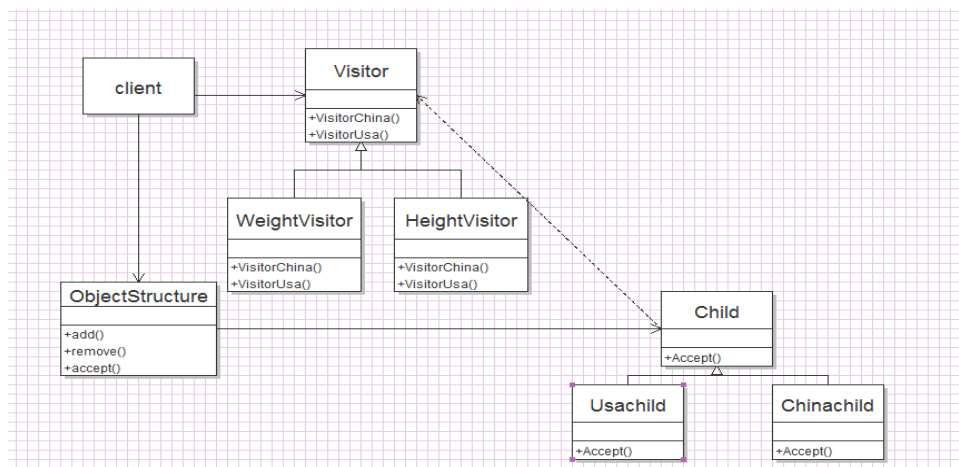 client
Visitor
+VisitorChina()
+VisitorUsa()
WeightVisitor
+VisitorChina()
+VisitorUsa()
HeightVisitor
+VisitorChina()
+VisitorUsa()
ObjectStructure
+add()
+remove()
+accept()
Child
+Accept()
Usachild
+Accept()
Chinachild
+Accept()